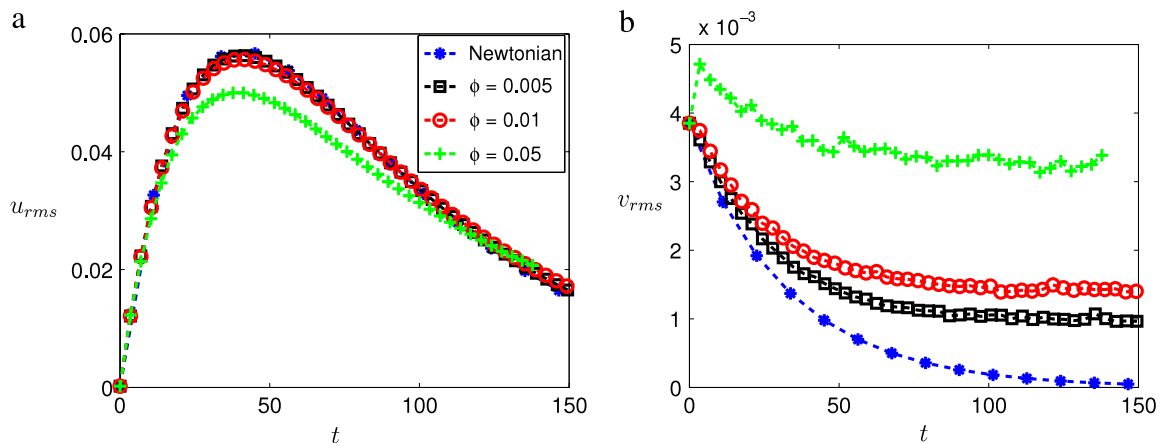 a
0.06
0.04
0.02
0
u_rms
0 50 100 150
t
Newtonian
ϕ = 0.005
ϕ = 0.01
ϕ = 0.05
b
x 10⁻³
5
4
3
2
1
0
v_rms
0 50 100 150
t